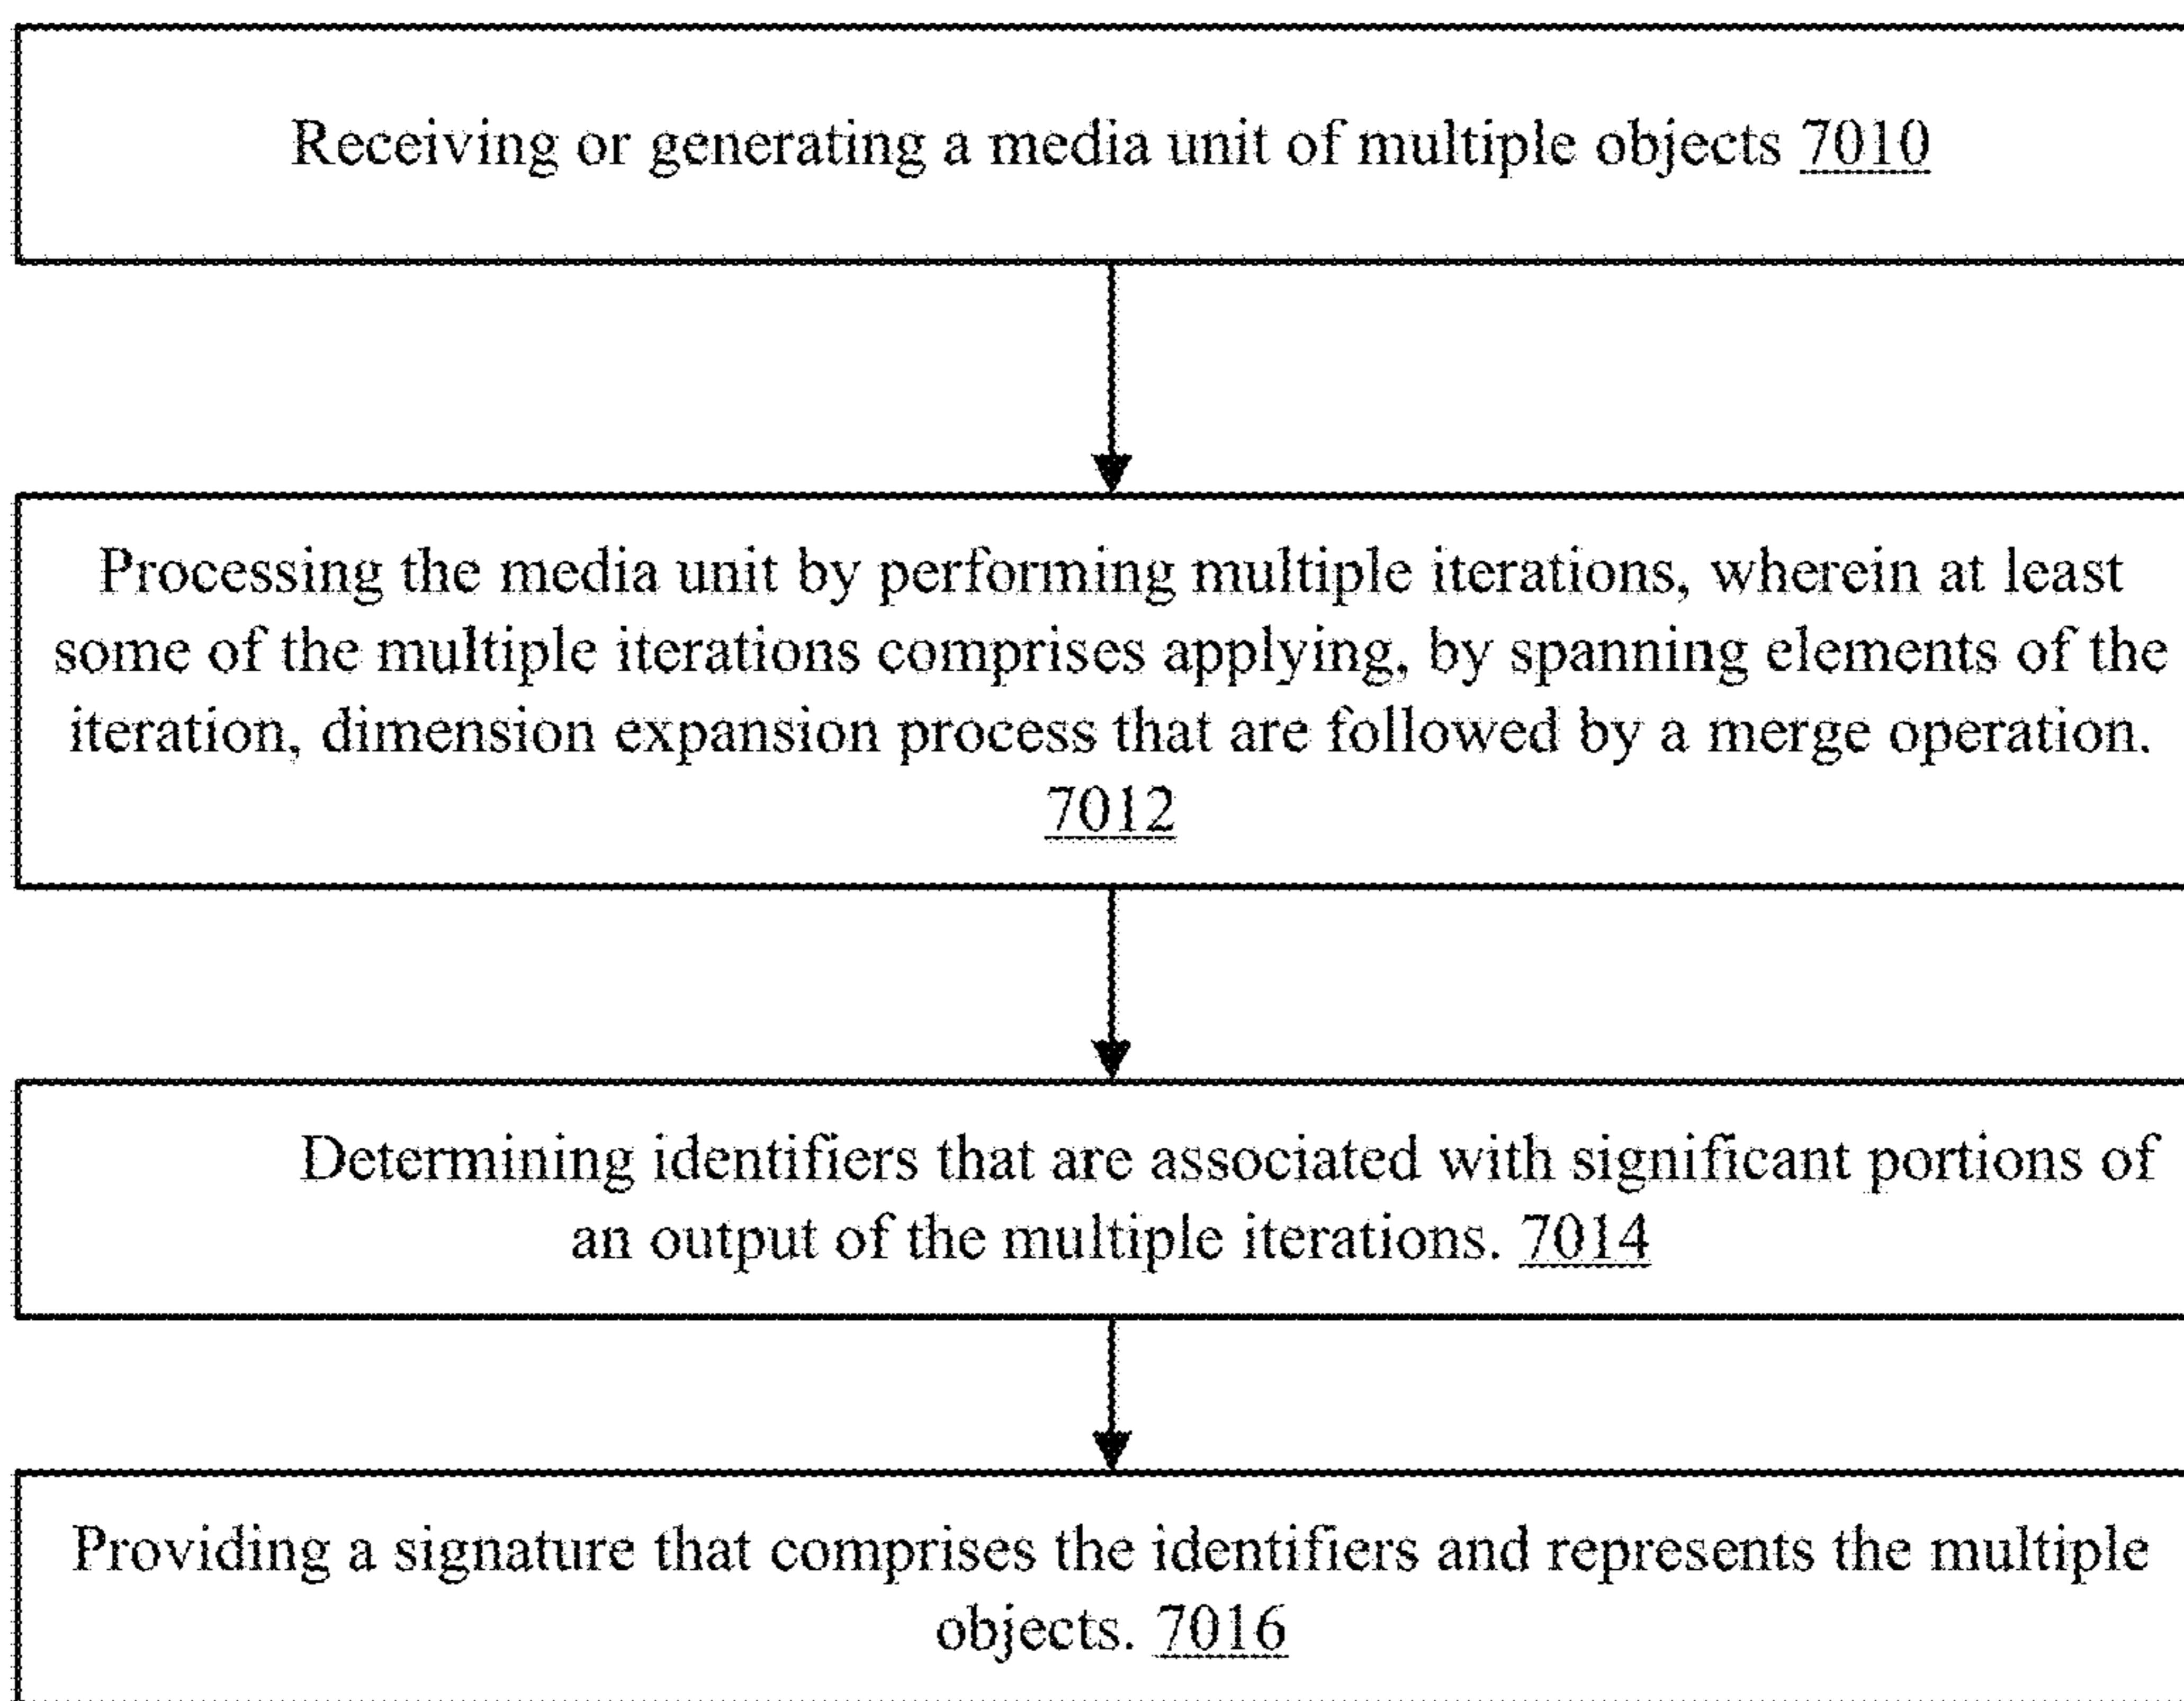 Receiving or generating a media unit of multiple objects 7010
Processing the media unit by performing multiple iterations, wherein at least
some of the multiple iterations comprises applying, by spanning elements of the
iteration, dimension expansion process that are followed by a merge operation.
7012
Determining identifiers that are associated with significant portions of
an output of the multiple iterations. 7014
Providing a signature that comprises the identifiers and represents the multiple
objects. 7016